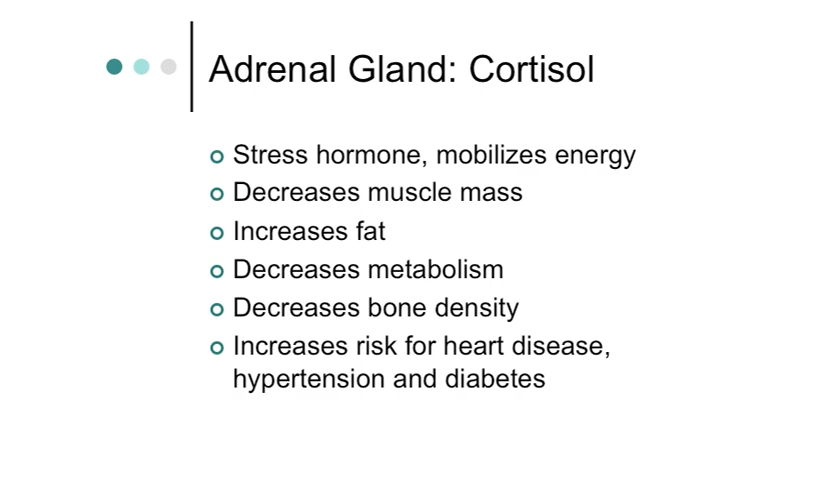 Adrenal Gland: Cortisol
Stress hormone, mobilizes energy
Decreases muscle mass
Increases fat
Decreases metabolism
Decreases bone density
Increases risk for heart disease,
hypertension and diabetes